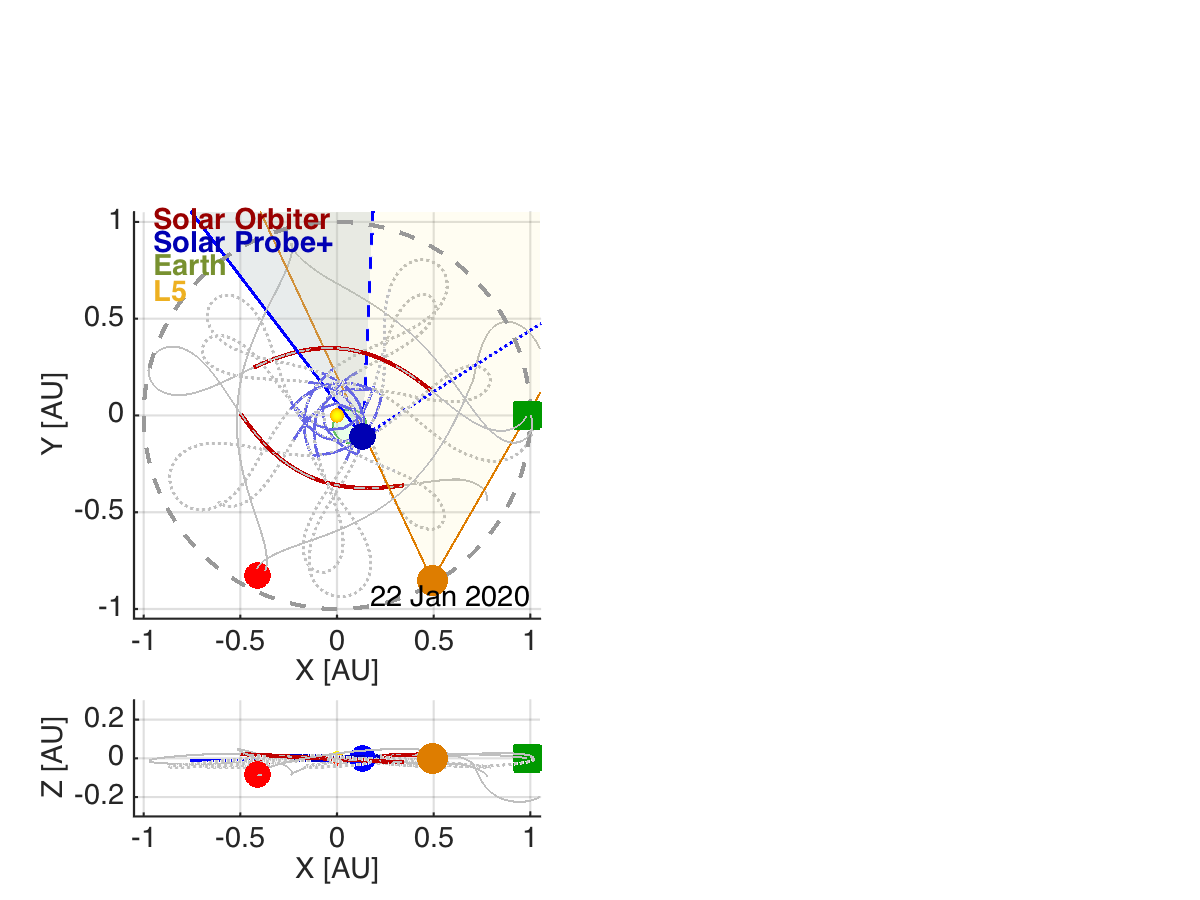 Solar Orbiter
Solar Probe+
Earth
L5
1
0.5
0
-0.5
-1
Y [AU]
22 Jan 2020
-1 -0.5 0 0.5 1
X [AU]
0.2
0
-0.2
Z [AU]
-1 -0.5 0 0.5 1
X [AU]